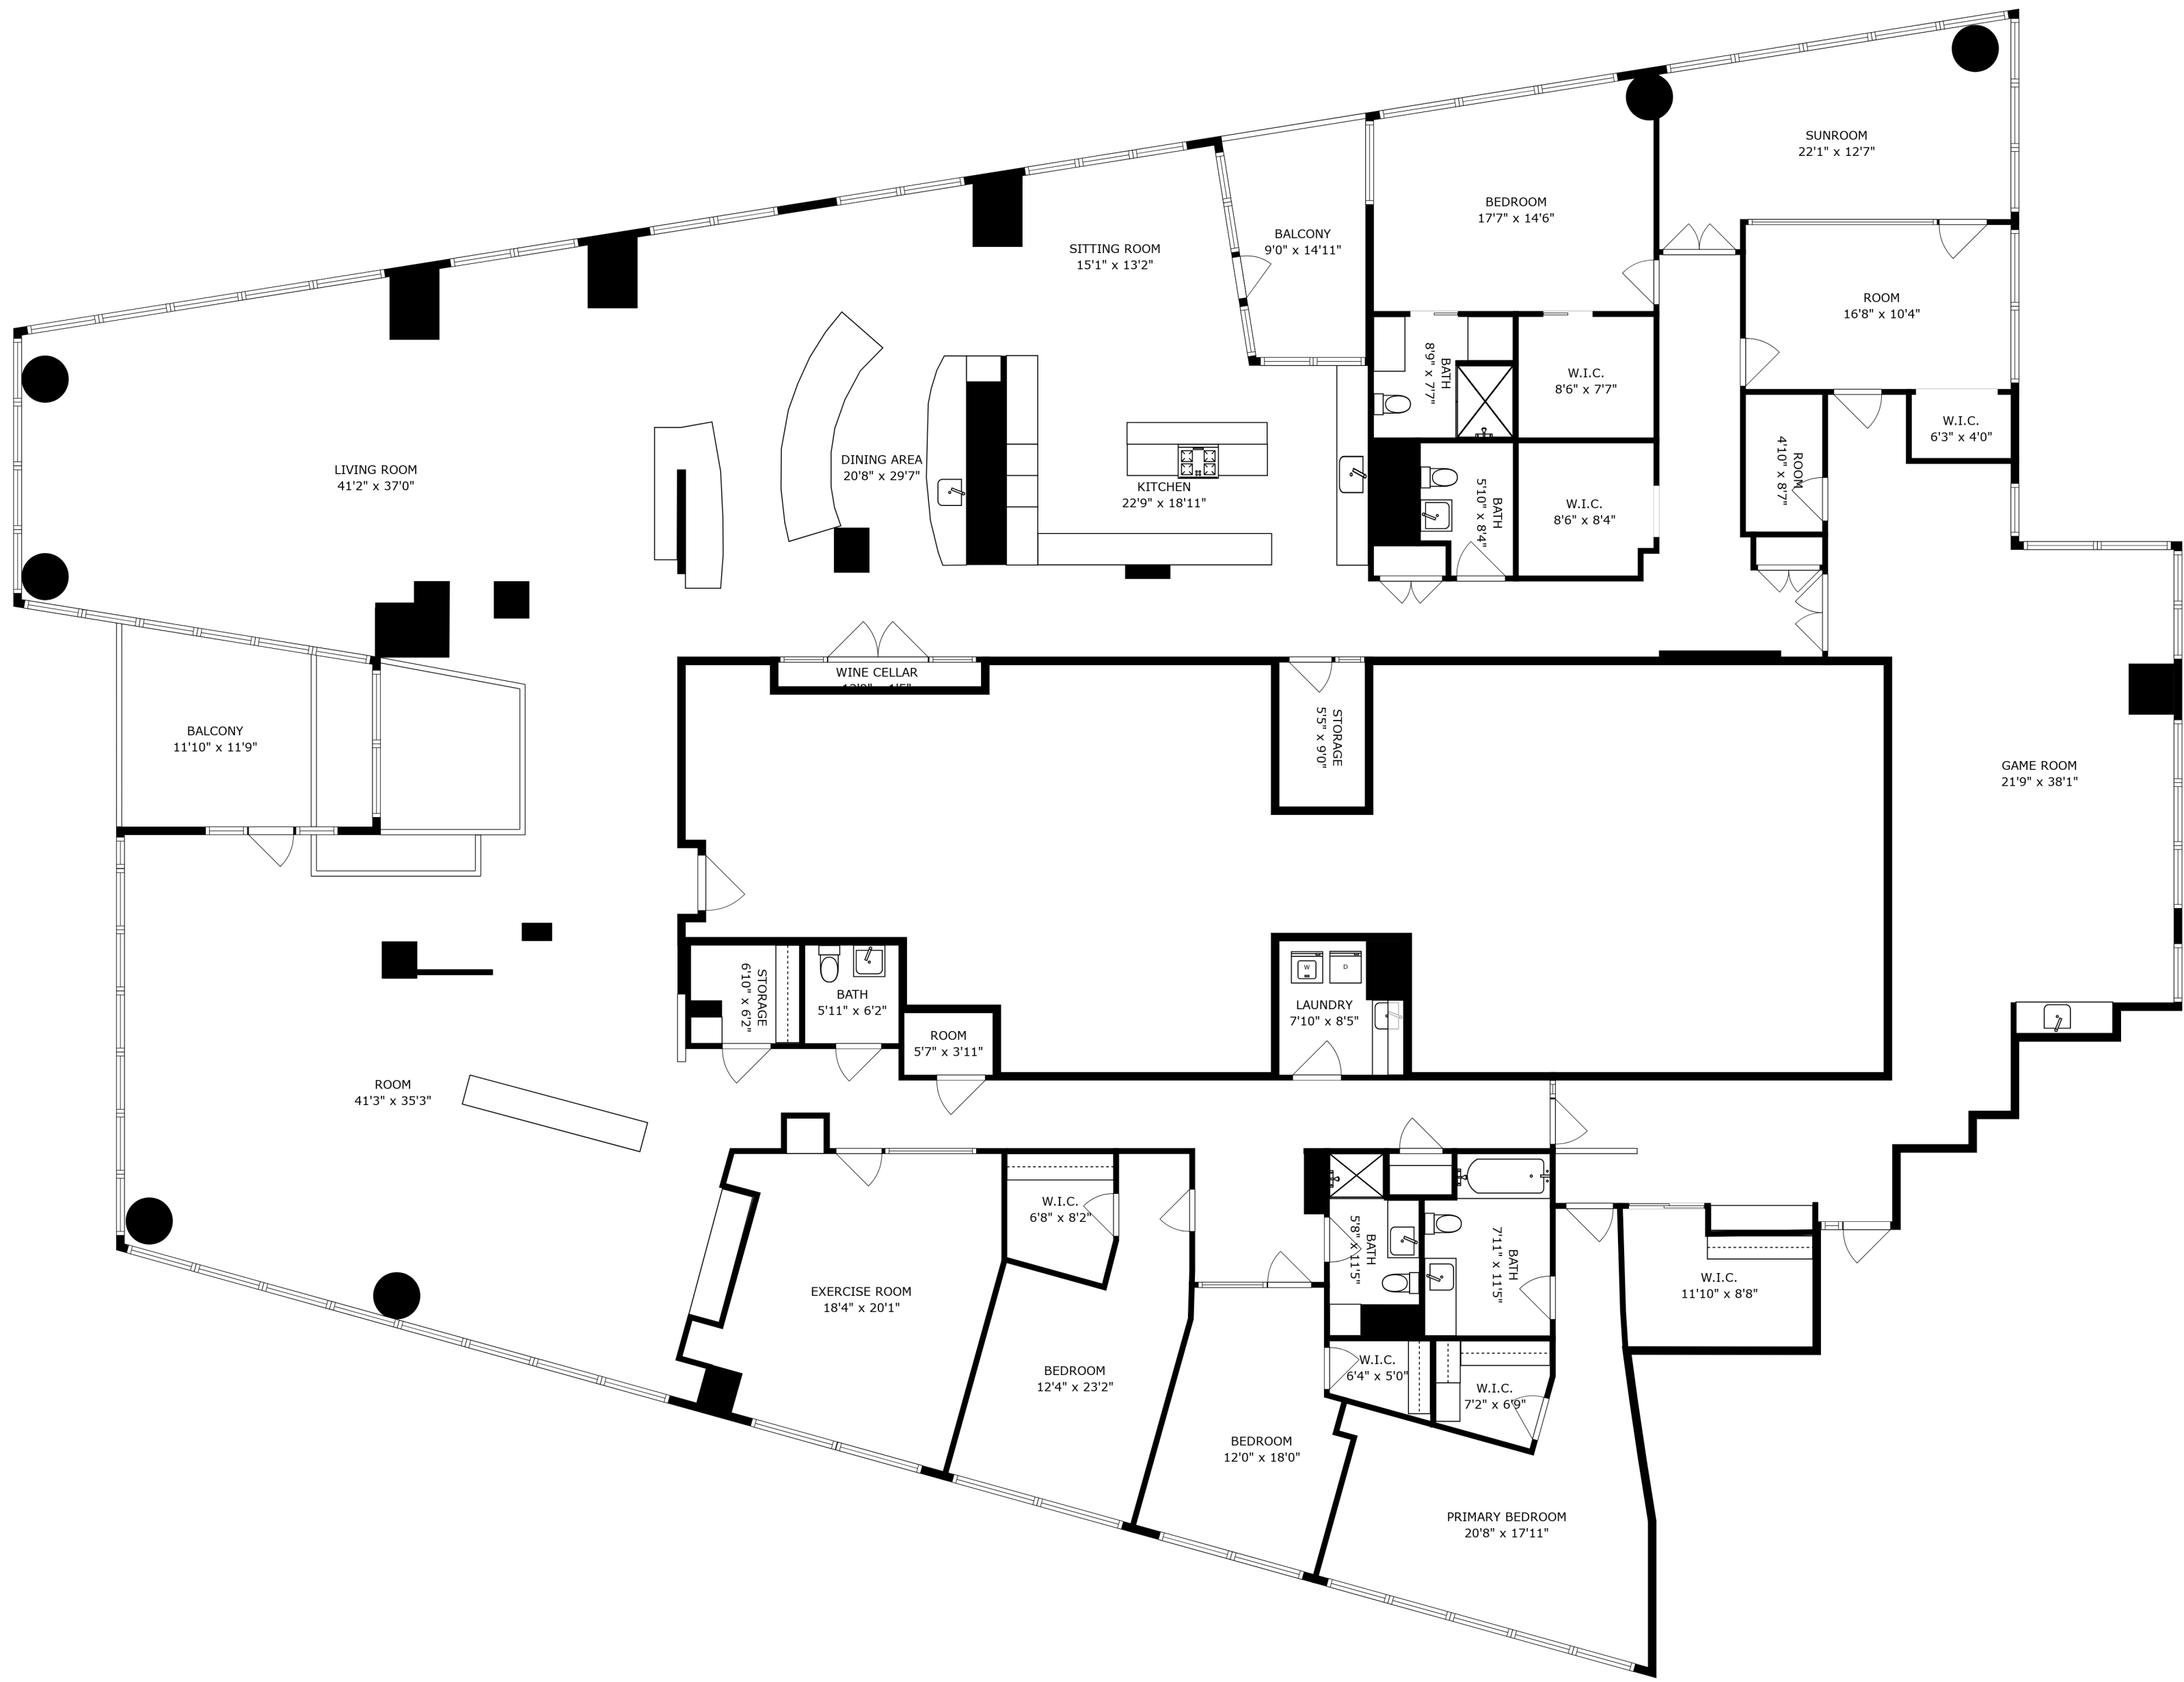 SUNROOM
22'1" x 12'7"
BEDROOM
17'7" x 14'6"
BALCONY
9'0" x 14'11"
SITTING ROOM
15'1" x 13'2"
ROOM
16'8" x 10'4"
BATH
8'9" x 7'7"
W.I.C.
8'6" x 7'7"
W.I.C.
6'3" x 4'0"
LIVING ROOM
41'2" x 37'0"
DINING AREA
20'8" x 29'7"
KITCHEN
22'9" x 18'11"
BATH
5'10" x 8'4"
W.I.C.
8'6" x 8'4"
ROOM
4'10" x 8'7"
WINE CELLAR
BALCONY
11'10" x 11'9"
STORAGE
5'5" x 9'0"
GAME ROOM
21'9" x 38'1"
STORAGE
6'10" x 6'2"
BATH
5'11" x 6'2"
ROOM
5'7" x 3'11"
W
D
LAUNDRY
7'10" x 8'5"
ROOM
41'3" x 35'3"
W.I.C.
6'8" x 8'2"
BATH
5'8" x 11'5"
BATH
7'11" x 11'5"
W.I.C.
11'10" x 8'8"
EXERCISE ROOM
18'4" x 20'1"
BEDROOM
12'4" x 23'2"
W.I.C.
6'4" x 5'0"
W.I.C.
7'2" x 6'9"
BEDROOM
12'0" x 18'0"
PRIMARY BEDROOM
20'8" x 17'11"